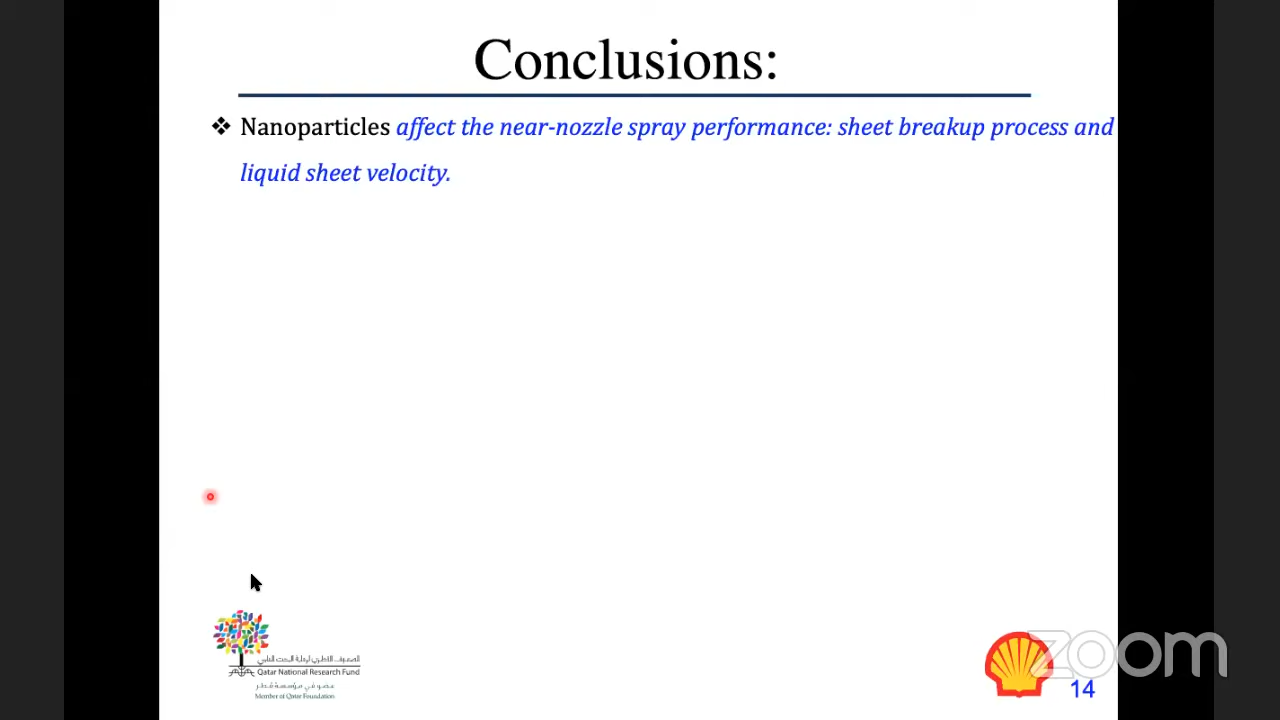 Conclusions:
❖ Nanoparticles affect the near-nozzle spray performance: sheet breakup process and
liquid sheet velocity.
Qatar National Research Fund
Member of Qatar Foundation
zoom
14